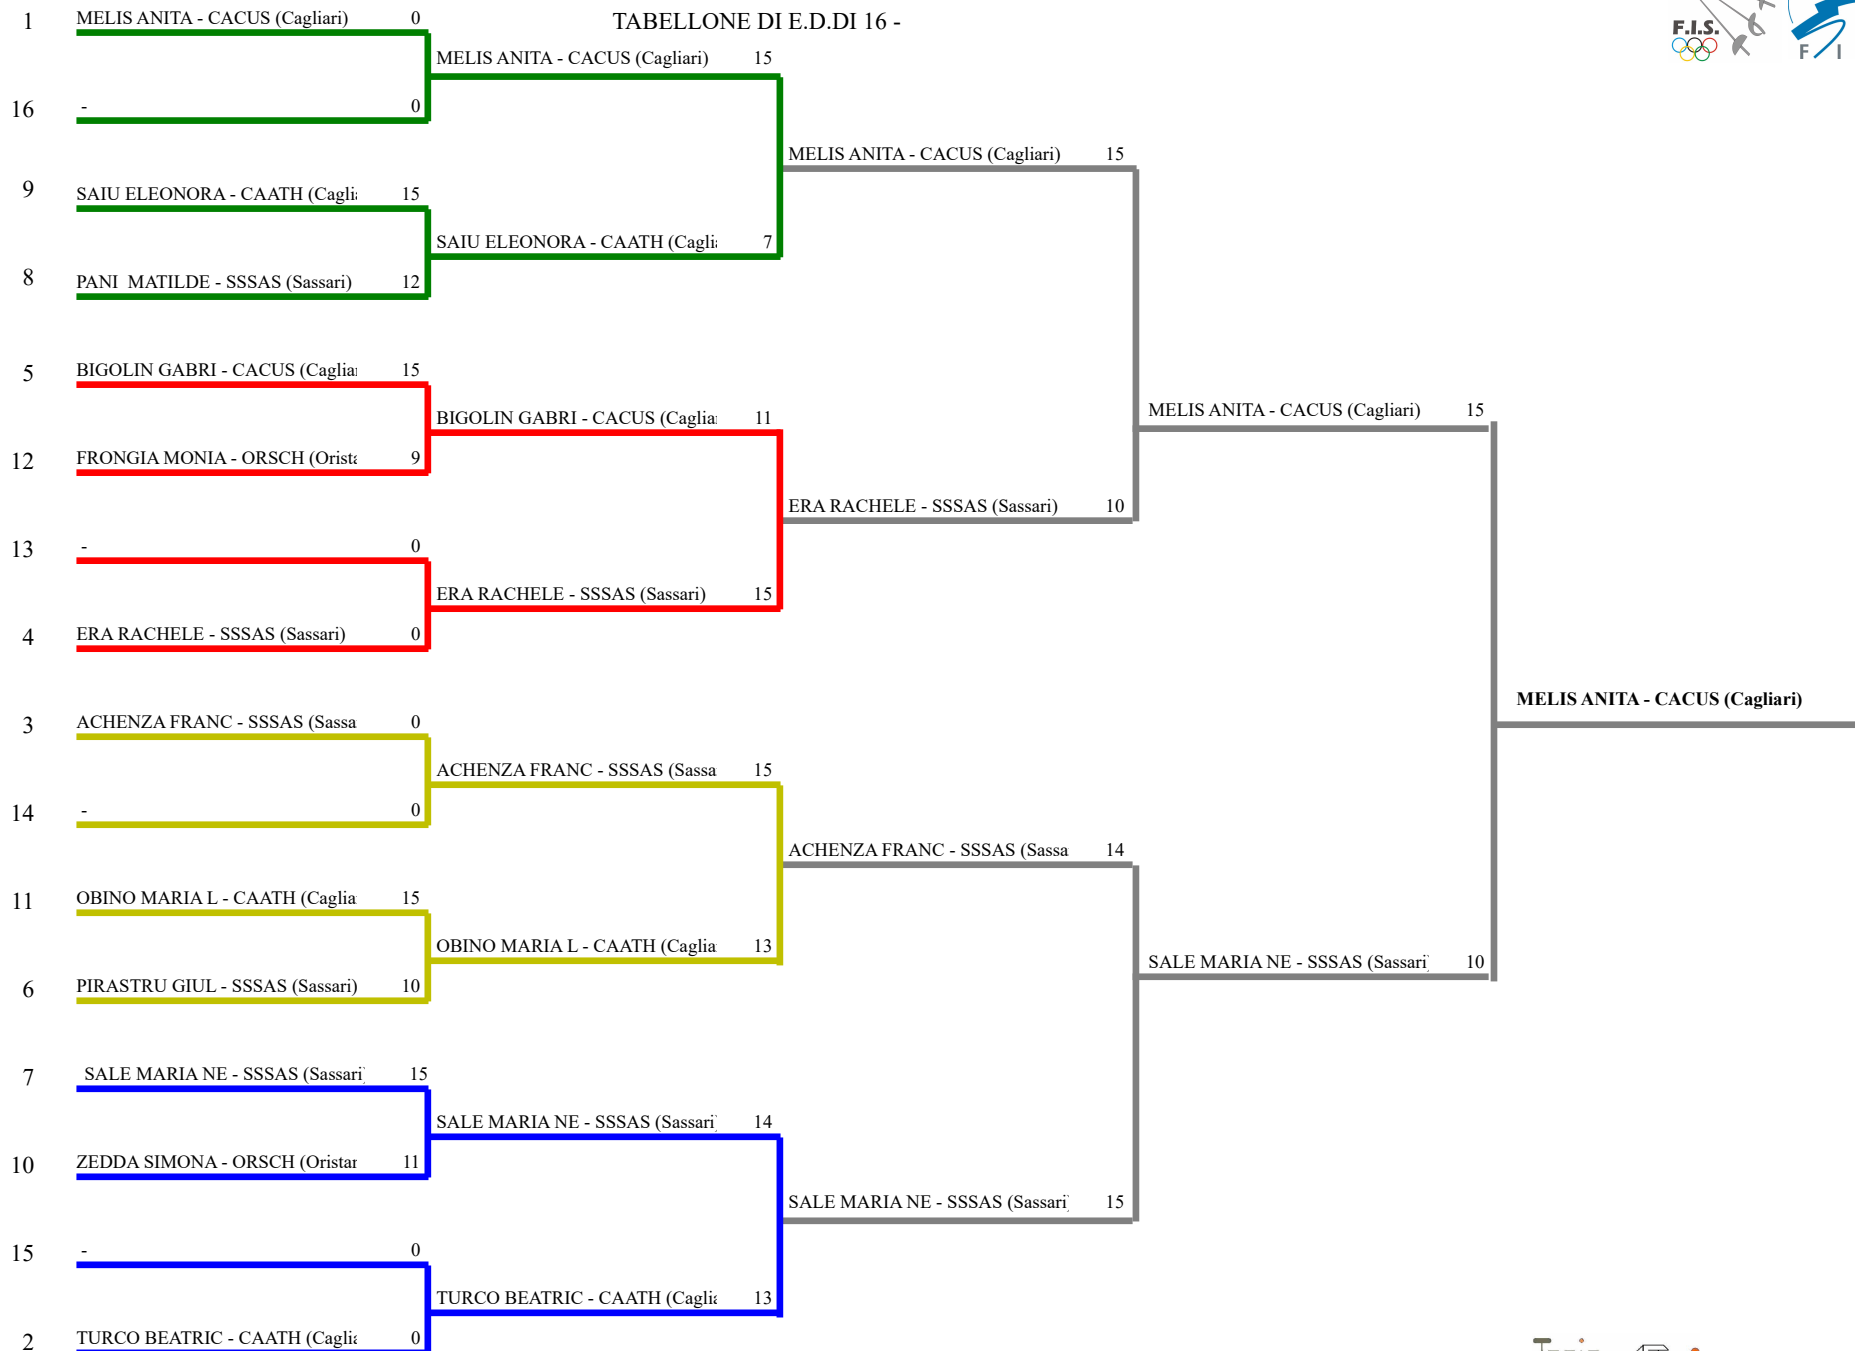 TABELLONE DI E.D.DI 16 -
F.I.S.
F I
1 MELIS ANITA - CACUS (Cagliari) 0
MELIS ANITA - CACUS (Cagliari) 15
16 - 0
MELIS ANITA - CACUS (Cagliari) 15
9 SAIU ELEONORA - CAATH (Caglia 15
SAIU ELEONORA - CAATH (Caglia 7
8 PANI MATILDE - SSSAS (Sassari) 12
5 BIGOLIN GABRI - CACUS (Cagliar 15
MELIS ANITA - CACUS (Cagliari) 15
BIGOLIN GABRI - CACUS (Cagliar 11
12 FRONGIA MONIA - ORSCH (Orista 9
ERA RACHELE - SSSAS (Sassari) 10
13 - 0
ERA RACHELE - SSSAS (Sassari) 15
4 ERA RACHELE - SSSAS (Sassari) 0
MELIS ANITA - CACUS (Cagliari)
3 ACHENZA FRANC - SSSAS (Sassa 0
ACHENZA FRANC - SSSAS (Sassa 15
14 - 0
ACHENZA FRANC - SSSAS (Sassa 14
11 OBINO MARIA L - CAATH (Caglia 15
OBINO MARIA L - CAATH (Caglia 13
SALE MARIA NE - SSSAS (Sassari) 10
6 PIRASTRU GIUL - SSSAS (Sassari) 10
7 SALE MARIA NE - SSSAS (Sassari) 15
SALE MARIA NE - SSSAS (Sassari) 14
10 ZEDDA SIMONA - ORSCH (Oristan 11
SALE MARIA NE - SSSAS (Sassari) 15
15 - 0
TURCO BEATRIC - CAATH (Caglia 13
2 TURCO BEATRIC - CAATH (Caglia 0